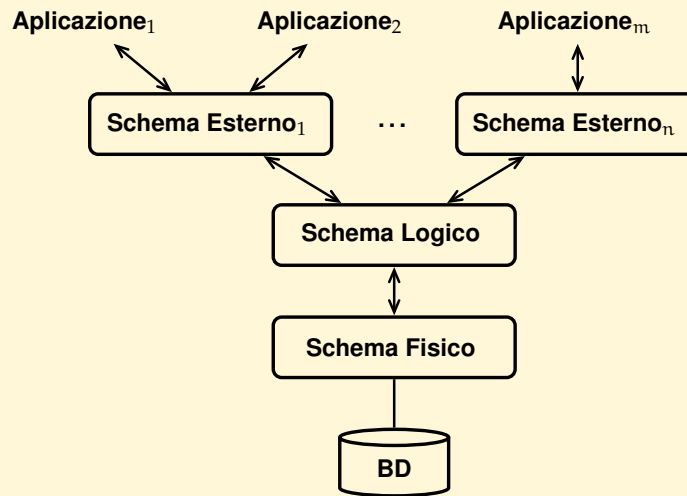 Aplicazione₁ Aplicazione₂ Aplicazioneₘ
Schema Esterno₁ ... Schema Esternoₙ
Schema Logico
Schema Fisico
BD